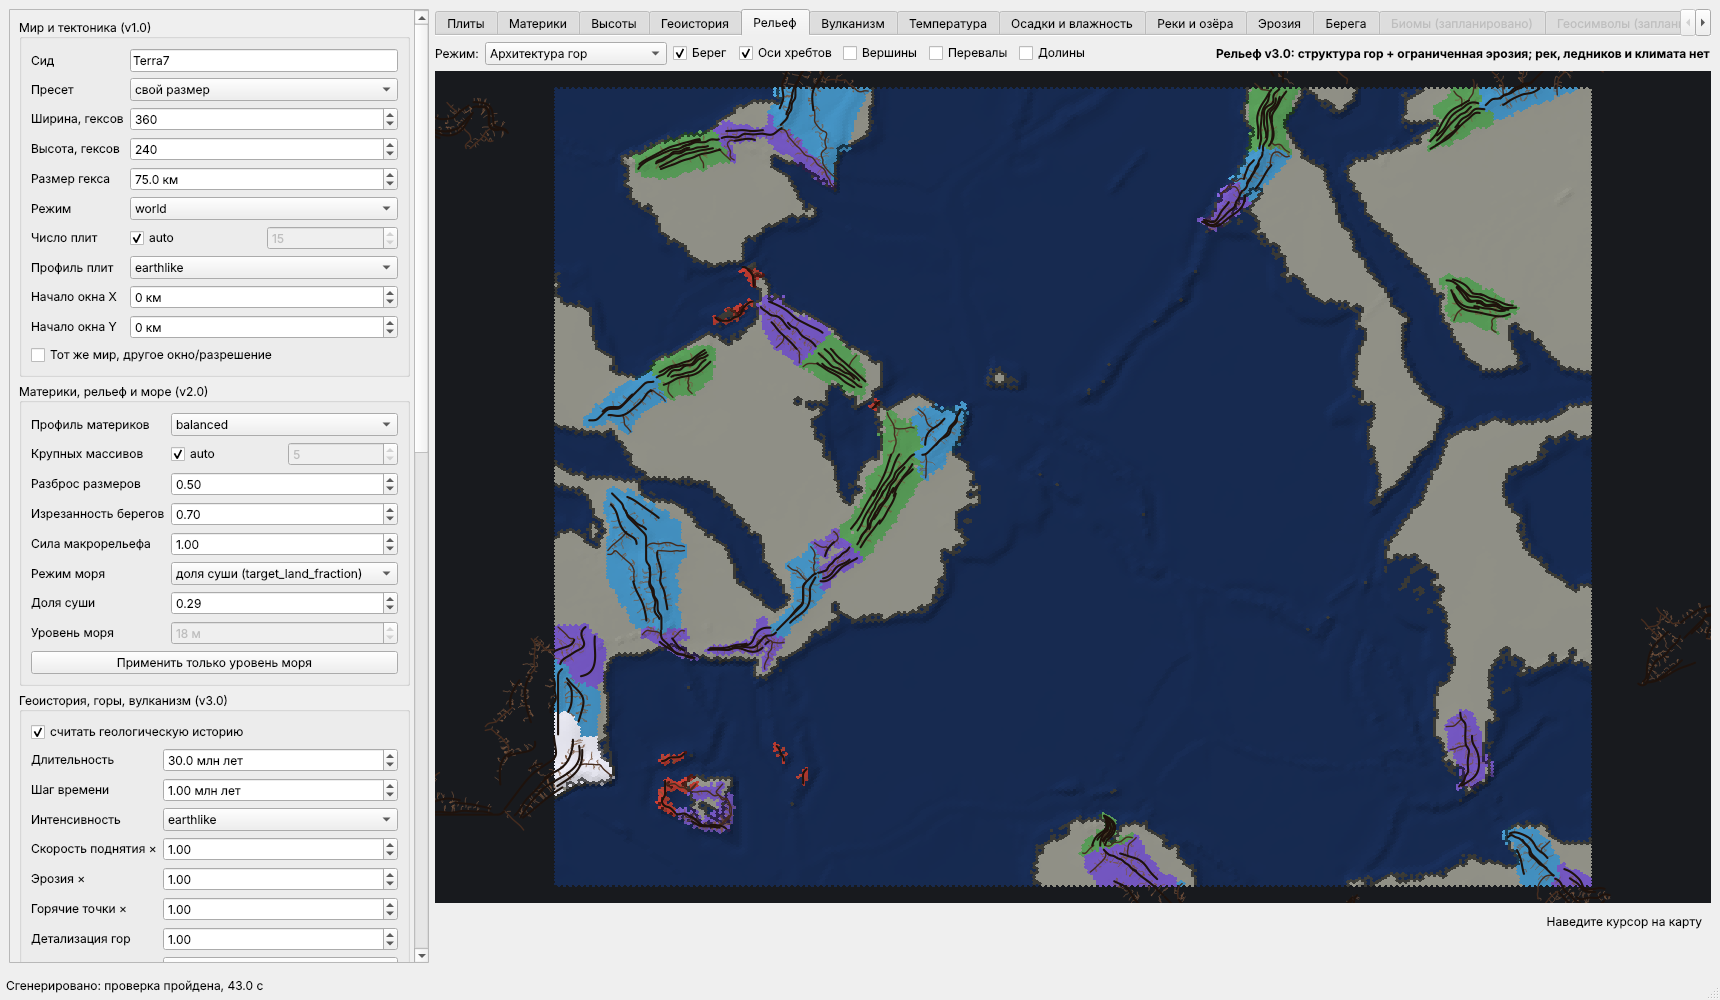 Мир и тектоника (v1.0)
Сид
Terra7
Пресет
свой размер
Ширина, гексов
360
Высота, гексов
240
Размер гекса
75.0 км
Режим
world
Число плит
auto
15
Профиль плит
earthlike
Начало окна X
0 км
Начало окна Y
0 км
Тот же мир, другое окно/разрешение
Материки, рельеф и море (v2.0)
Профиль материков
balanced
Крупных массивов
auto
5
Разброс размеров
0.50
Изрезанность берегов
0.70
Сила макрорельефа
1.00
Режим моря
доля суши (target_land_fraction)
Доля суши
0.29
Уровень моря
18 м
Применить только уровень моря
Геоистория, горы, вулканизм (v3.0)
считать геологическую историю
Длительность
30.0 млн лет
Шаг времени
1.00 млн лет
Интенсивность
earthlike
Скорость поднятия ×
1.00
Эрозия ×
1.00
Горячие точки ×
1.00
Детализация гор
1.00
Плиты
Материки
Высоты
Геоистория
Рельеф
Вулканизм
Температура
Осадки и влажность
Реки и озёра
Эрозия
Берега
Биомы (запланировано)
Геосимволы
Режим:
Архитектура гор
Берег
Оси хребтов
Вершины
Перевалы
Долины
Рельеф v3.0: структура гор + ограниченная эрозия; рек, ледников и климата нет
Наведите курсор на карту
Сгенерировано: проверка пройдена, 43.0 с